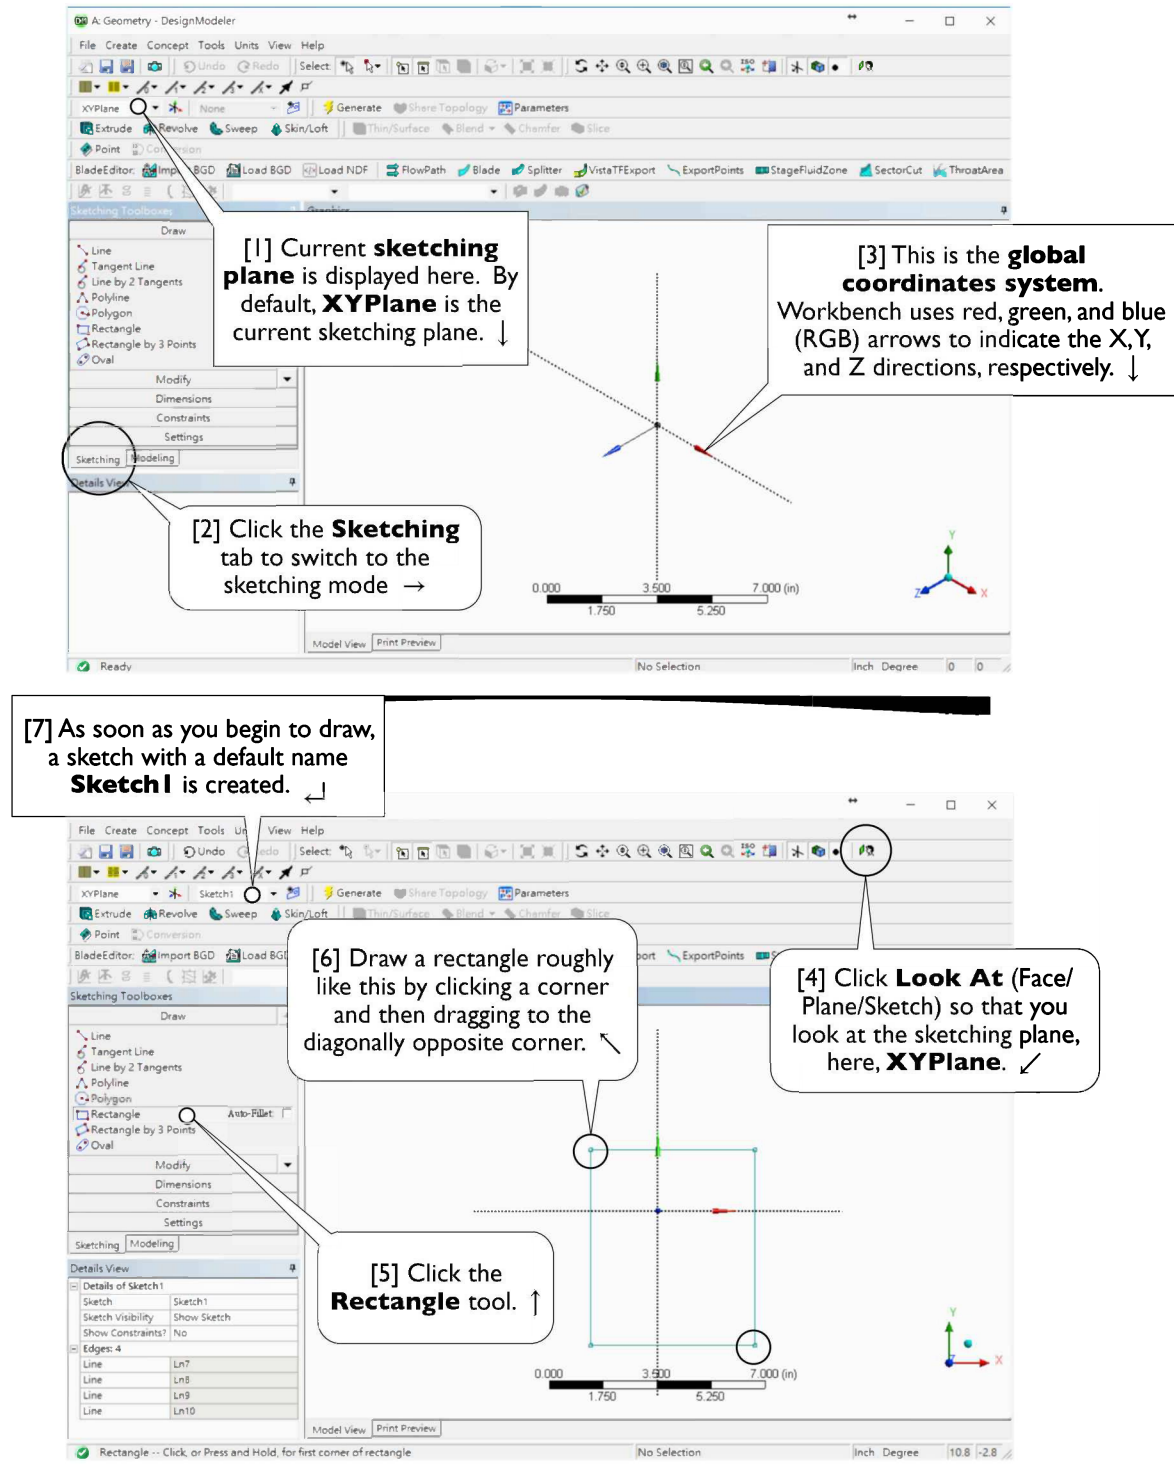 A: Geometry - DesignModeler
File Create Concept Tools Units View Help
Undo Redo Select:
XYPlane None Generate Share Topology Parameters
Extrude Revolve Sweep Skin/Loft Thin/Surface Blend Chamfer Slice
Point Conversion
BladeEditor: Import BGD Load BGD Load NDF FlowPath Blade Splitter VistaTFExport ExportPoints StageFluidZone SectorCut ThroatArea
Sketching Toolboxes Graphics
Draw
Line
Tangent Line
Line by 2 Tangents
Polyline
Polygon
Rectangle
Rectangle by 3 Points
Oval
Modify
Dimensions
Constraints
Settings
Sketching Modeling
Details View
[1] Current sketching
plane is displayed here. By
default, XYPlane is the
current sketching plane. ↓
[3] This is the global
coordinates system.
Workbench uses red, green, and blue
(RGB) arrows to indicate the X, Y,
and Z directions, respectively. ↓
[2] Click the Sketching
tab to switch to the
sketching mode →
0.000 3.500 7.000 (in)
1.750 5.250
Y
Z X
Model View Print Preview
Ready No Selection Inch Degree 0 0
[7] As soon as you begin to draw,
a sketch with a default name
Sketch1 is created. ↲
File Create Concept Tools View Help
Undo Select:
XYPlane Sketch1 Generate Share Topology Parameters
Extrude Revolve Sweep Skin/Loft Thin/Surface Blend Chamfer Slice
Point Conversion
BladeEditor: Import BGD Load BGD ExportPoints
Sketching Toolboxes
Draw
Line
Tangent Line
Line by 2 Tangents
Polyline
Polygon
Rectangle Auto-Fillet:
Rectangle by 3 Points
Oval
Modify
Dimensions
Constraints
Settings
Sketching Modeling
[6] Draw a rectangle roughly
like this by clicking a corner
and then dragging to the
diagonally opposite corner. ↖
[4] Click Look At (Face/
Plane/Sketch) so that you
look at the sketching plane,
here, XYPlane. ↙
[5] Click the
Rectangle tool. ↑
Details View
Details of Sketch1
Sketch Sketch1
Sketch Visibility Show Sketch
Show Constraints? No
Edges: 4
Line Ln7
Line Ln8
Line Ln9
Line Ln10
0.000 3.500 7.000 (in)
1.750 5.250
Y
Z X
Model View Print Preview
Rectangle -- Click, or Press and Hold, for first corner of rectangle No Selection Inch Degree 10.8 -2.8